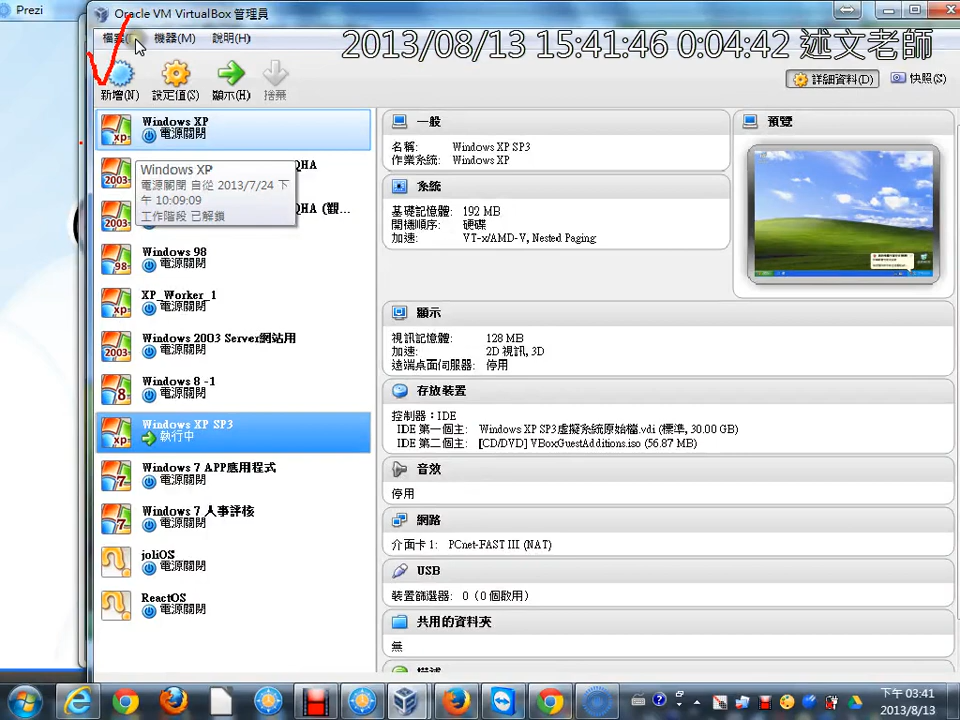 Prezi
Oracle VM VirtualBox 管理員
機器(M)
說明(H)
2013/08/13 15:41:46 0:04:42 述文老師
新增(N)
設定值(S)
顯示(H)
捨棄
詳細資料(D)
快照(S)
Windows XP
電源關閉
QHA
Windows XP
電源關閉 自從 2013/7/24 下
午 10:09:09
工作階段 已解鎖
QHA (觀...
Windows 98
電源關閉
XP_Worker_1
電源關閉
Windows 2003 Server網站用
電源關閉
Windows 8 -1
電源關閉
Windows XP SP3
執行中
Windows 7 APP應用程式
電源關閉
Windows 7 人事評核
電源關閉
joliOS
電源關閉
ReactOS
電源關閉
一般
名稱: Windows XP SP3
作業系統: Windows XP
預覽
系統
基礎記憶體: 192 MB
開機順序: 硬碟
加速: VT-x/AMD-V, Nested Paging
顯示
視訊記憶體: 128 MB
加速: 2D 視訊, 3D
遠端桌面伺服器: 停用
存放裝置
控制器：IDE
IDE 第一個主: Windows XP SP3虛擬系統原始檔.vdi (標準, 30.00 GB)
IDE 第二個主: [CD/DVD] VBoxGuestAdditions.iso (56.87 MB)
音效
停用
網路
介面卡 1: PCnet-FAST III (NAT)
USB
裝置篩選器: 0（0 個啟用）
共用的資料夾
無
下午 03:41
2013/8/13